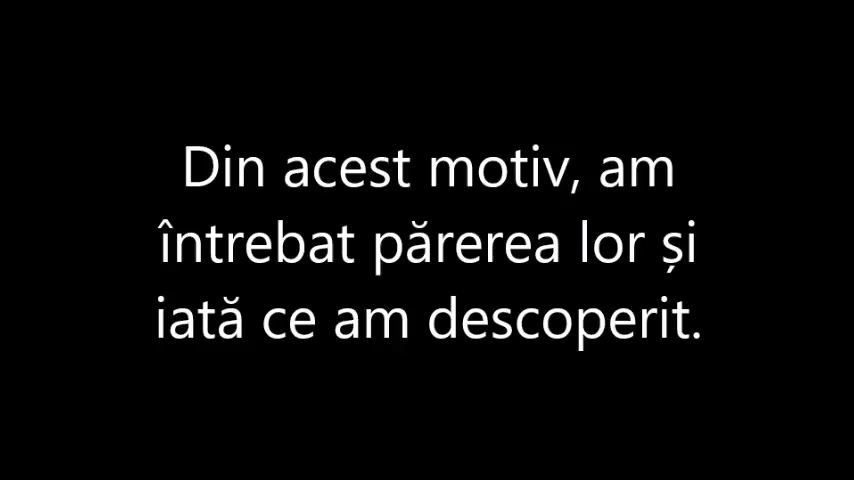 Din acest motiv, am
întrebat părerea lor și
iată ce am descoperit.